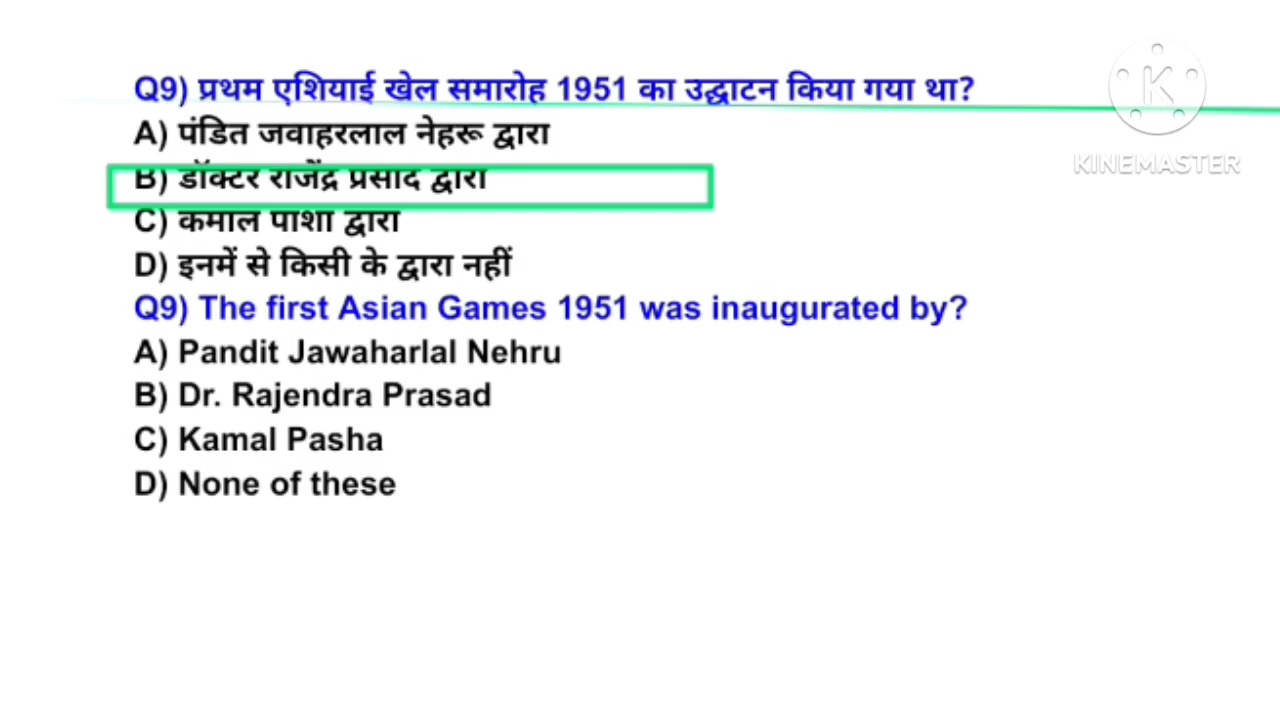 Q9) प्रथम एशियाई खेल समारोह 1951 का उद्घाटन किया गया था?
A) पंडित जवाहरलाल नेहरू द्वारा
B) डॉक्टर राजेंद्र प्रसाद द्वारा
C) कमाल पाशा द्वारा
D) इनमें से किसी के द्वारा नहीं
Q9) The first Asian Games 1951 was inaugurated by?
A) Pandit Jawaharlal Nehru
B) Dr. Rajendra Prasad
C) Kamal Pasha
D) None of these
K
KINEMASTER